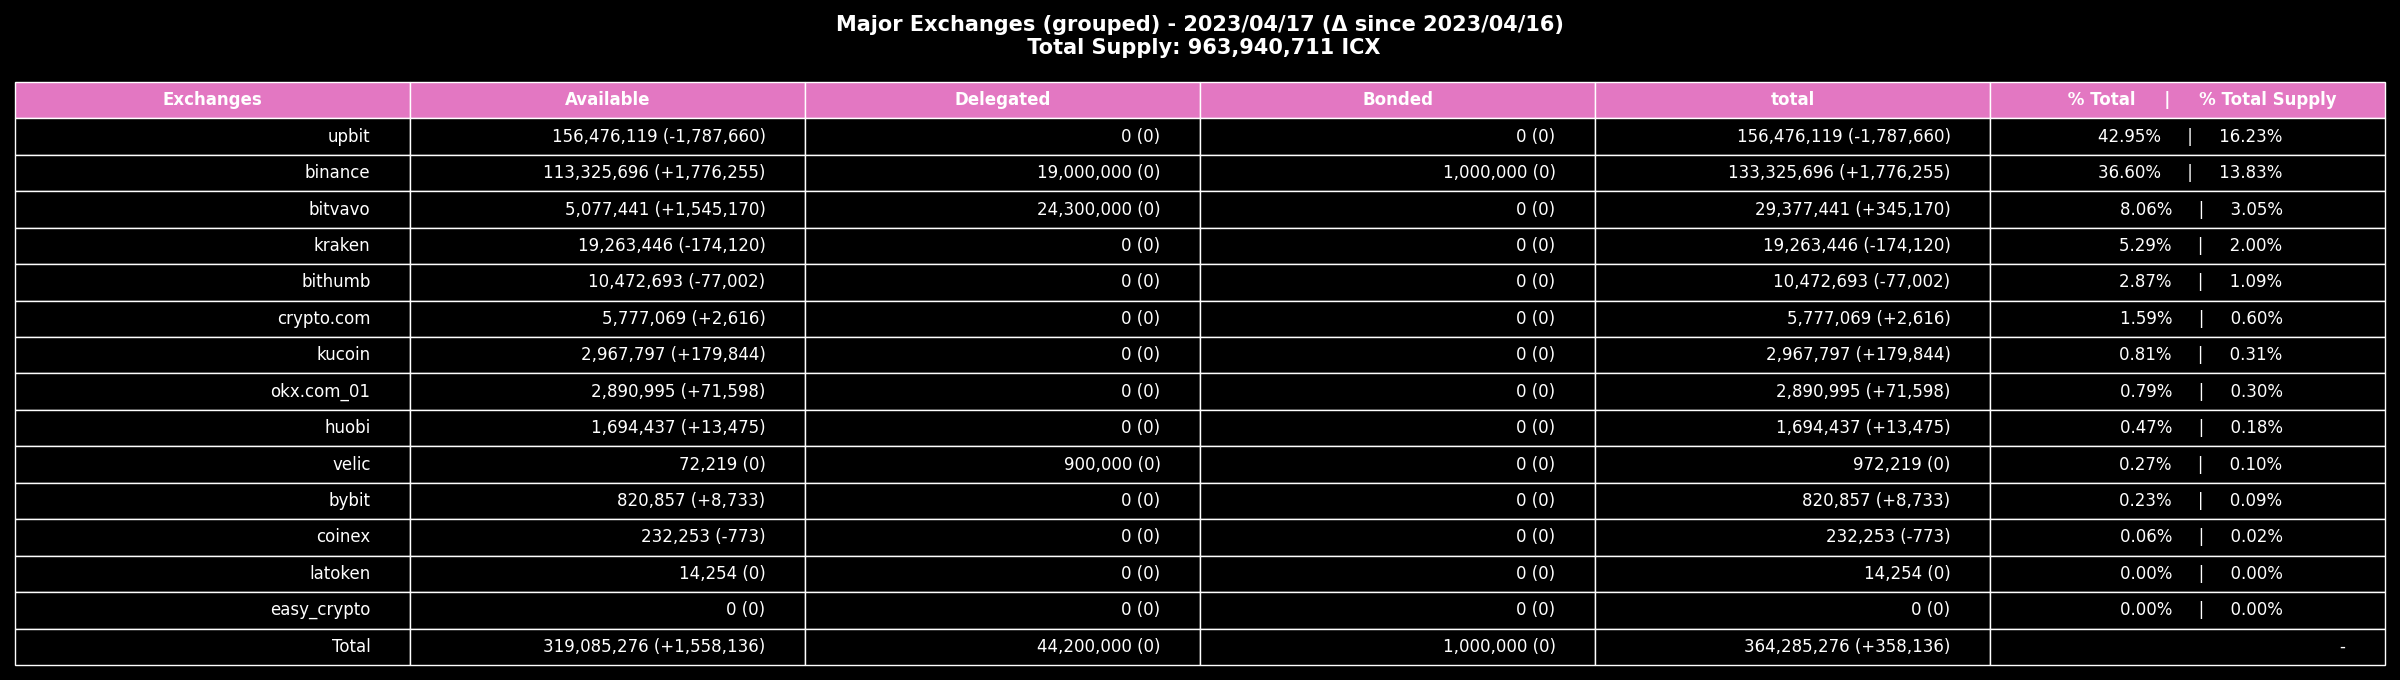 Major Exchanges (grouped) - 2023/04/17 (Δ since 2023/04/16)
Total Supply: 963,940,711 ICX
Exchanges Available Delegated Bonded total % Total | % Total Supply
upbit 156,476,119 (-1,787,660) 0 (0) 0 (0) 156,476,119 (-1,787,660) 42.95% | 16.23%
binance 113,325,696 (+1,776,255) 19,000,000 (0) 1,000,000 (0) 133,325,696 (+1,776,255) 36.60% | 13.83%
bitvavo 5,077,441 (+1,545,170) 24,300,000 (0) 0 (0) 29,377,441 (+345,170) 8.06% | 3.05%
kraken 19,263,446 (-174,120) 0 (0) 0 (0) 19,263,446 (-174,120) 5.29% | 2.00%
bithumb 10,472,693 (-77,002) 0 (0) 0 (0) 10,472,693 (-77,002) 2.87% | 1.09%
crypto.com 5,777,069 (+2,616) 0 (0) 0 (0) 5,777,069 (+2,616) 1.59% | 0.60%
kucoin 2,967,797 (+179,844) 0 (0) 0 (0) 2,967,797 (+179,844) 0.81% | 0.31%
okx.com_01 2,890,995 (+71,598) 0 (0) 0 (0) 2,890,995 (+71,598) 0.79% | 0.30%
huobi 1,694,437 (+13,475) 0 (0) 0 (0) 1,694,437 (+13,475) 0.47% | 0.18%
velic 72,219 (0) 900,000 (0) 0 (0) 972,219 (0) 0.27% | 0.10%
bybit 820,857 (+8,733) 0 (0) 0 (0) 820,857 (+8,733) 0.23% | 0.09%
coinex 232,253 (-773) 0 (0) 0 (0) 232,253 (-773) 0.06% | 0.02%
latoken 14,254 (0) 0 (0) 0 (0) 14,254 (0) 0.00% | 0.00%
easy_crypto 0 (0) 0 (0) 0 (0) 0 (0) 0.00% | 0.00%
Total 319,085,276 (+1,558,136) 44,200,000 (0) 1,000,000 (0) 364,285,276 (+358,136) -